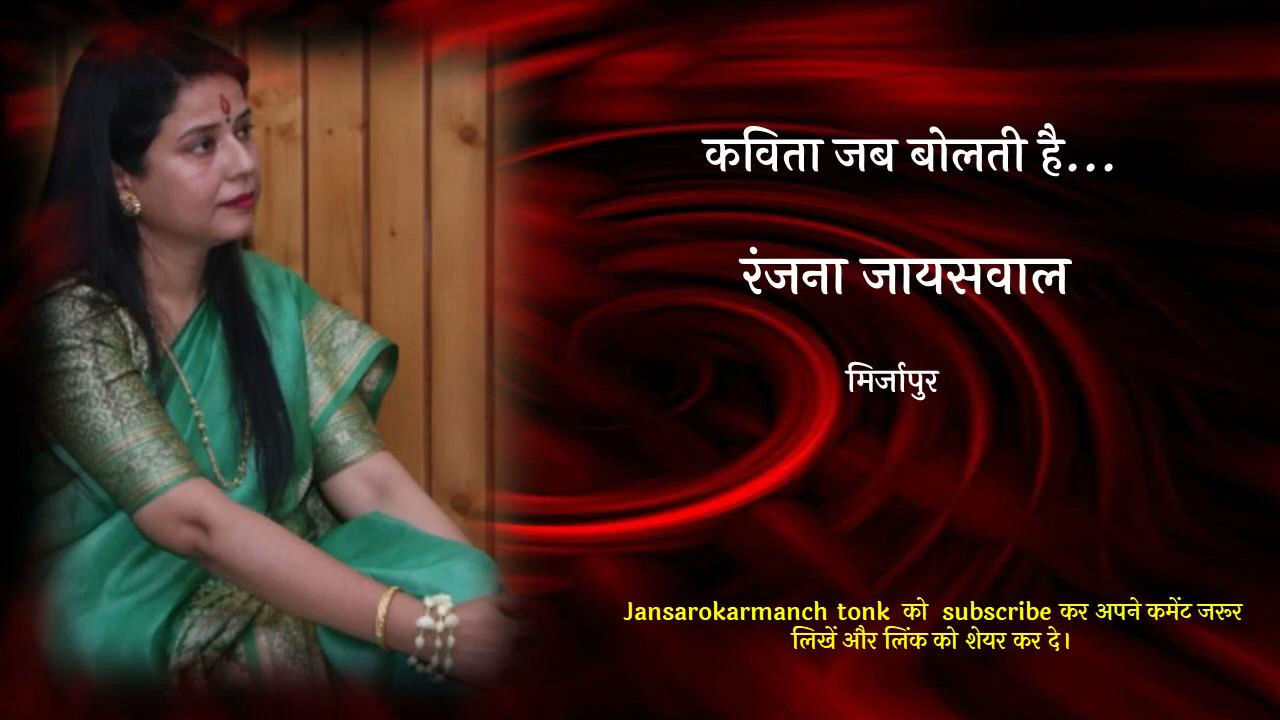 कविता जब बोलती है...
रंजना जायसवाल
मिर्जापुर
Jansarokarmanch tonk को subscribe कर अपने कमेंट जरूर
लिखें और लिंक को शेयर कर दे।